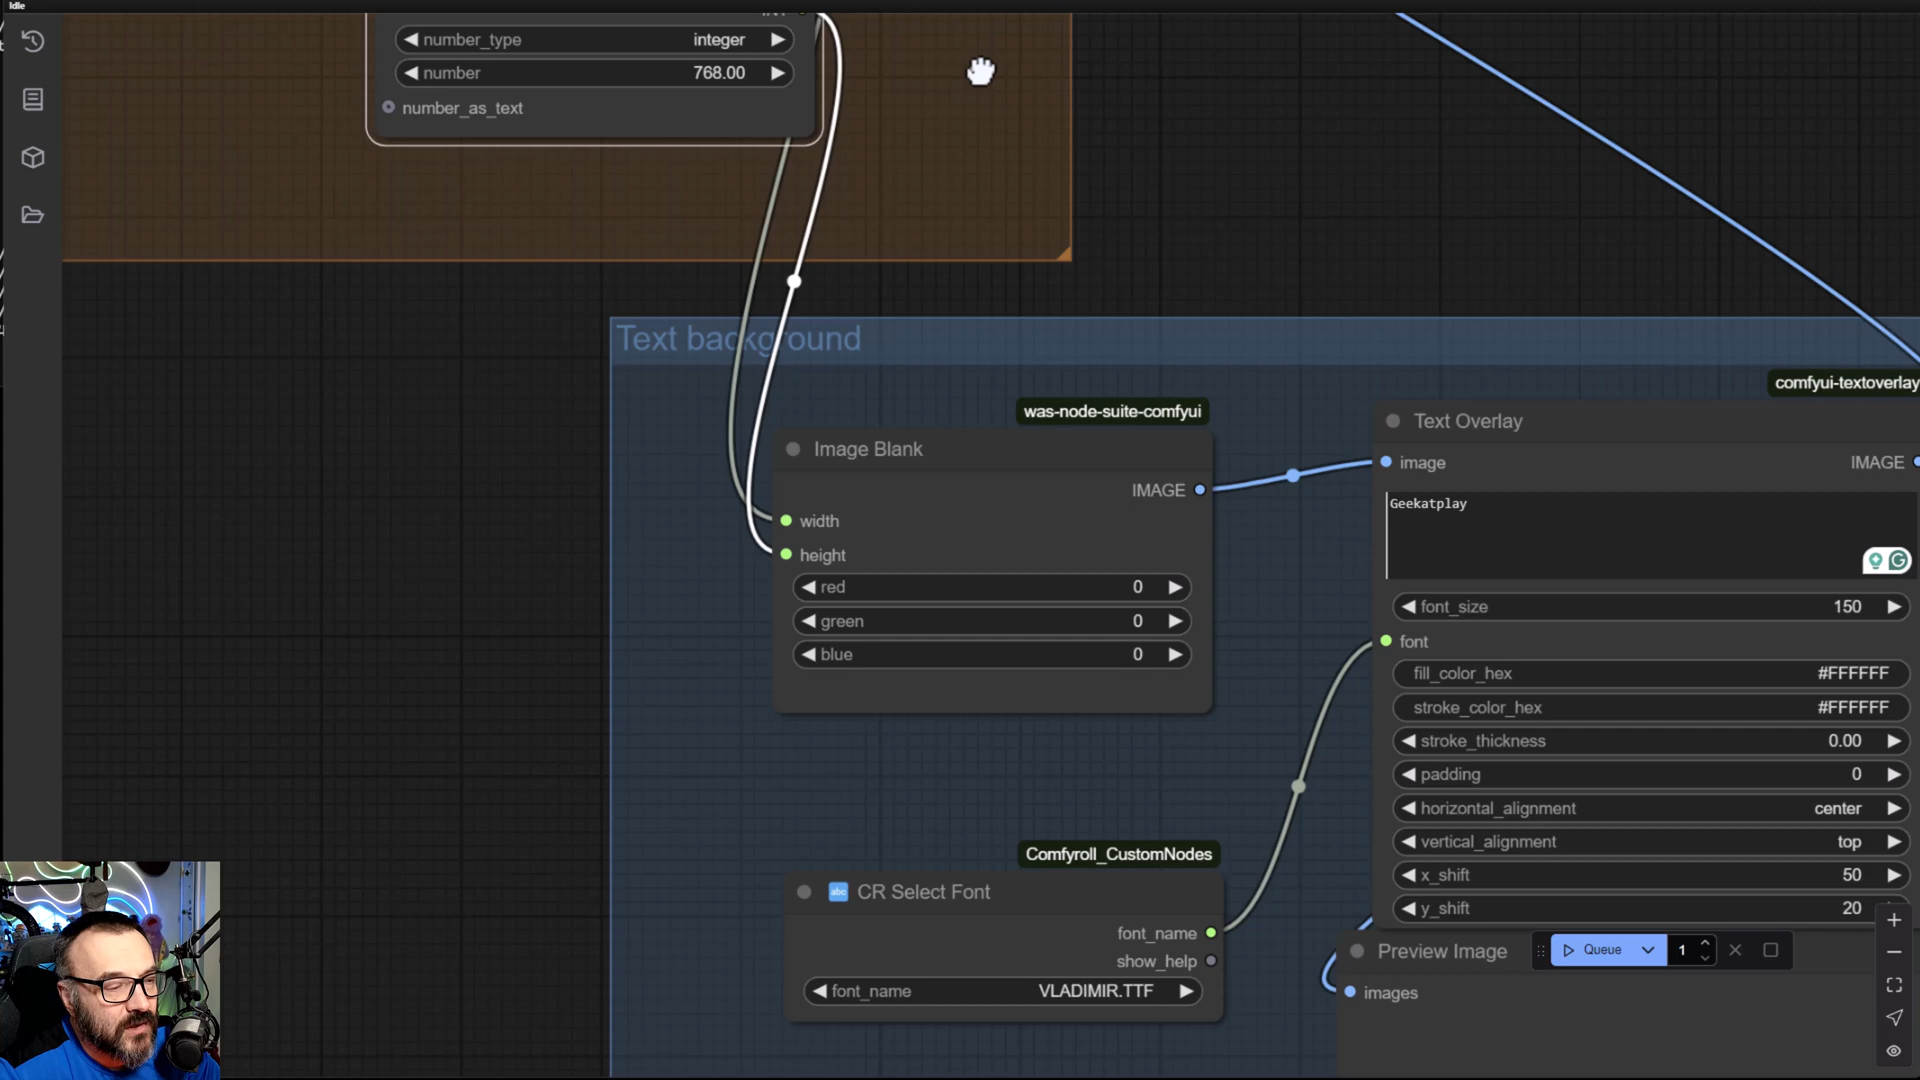 Idle
number_type integer
number 768.00
number_as_text
Text background
was-node-suite-comfyui
Image Blank
IMAGE
width
height
red 0
green 0
blue 0
comfyui-textoverlay
Text Overlay
image IMAGE
Geekatplay
font_size 150
font
fill_color_hex #FFFFFF
stroke_color_hex #FFFFFF
stroke_thickness 0.00
padding 0
horizontal_alignment center
vertical_alignment top
x_shift 50
y_shift 20
Comfyroll_CustomNodes
abc CR Select Font
font_name
show_help
font_name VLADIMIR.TTF
Preview Image
Queue 1
images